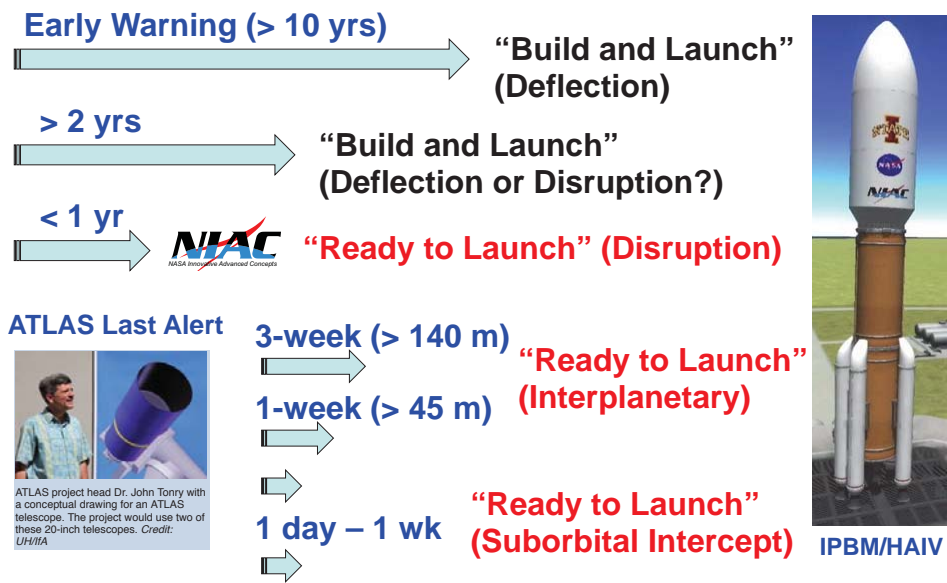 Early Warning (> 10 yrs)
“Build and Launch”
(Deflection)
> 2 yrs
“Build and Launch”
(Deflection or Disruption?)
< 1 yr
NIAC
NASA Innovative Advanced Concepts
“Ready to Launch” (Disruption)
ATLAS Last Alert
3-week (> 140 m)
“Ready to Launch”
(Interplanetary)
1-week (> 45 m)
ATLAS project head Dr. John Tonry with
a conceptual drawing for an ATLAS
telescope. The project would use two of
these 20-inch telescopes. Credit:
UH/IfA
1 day – 1 wk
“Ready to Launch”
(Suborbital Intercept)
STATE
I
NASA
NIAC
IPBM/HAIV